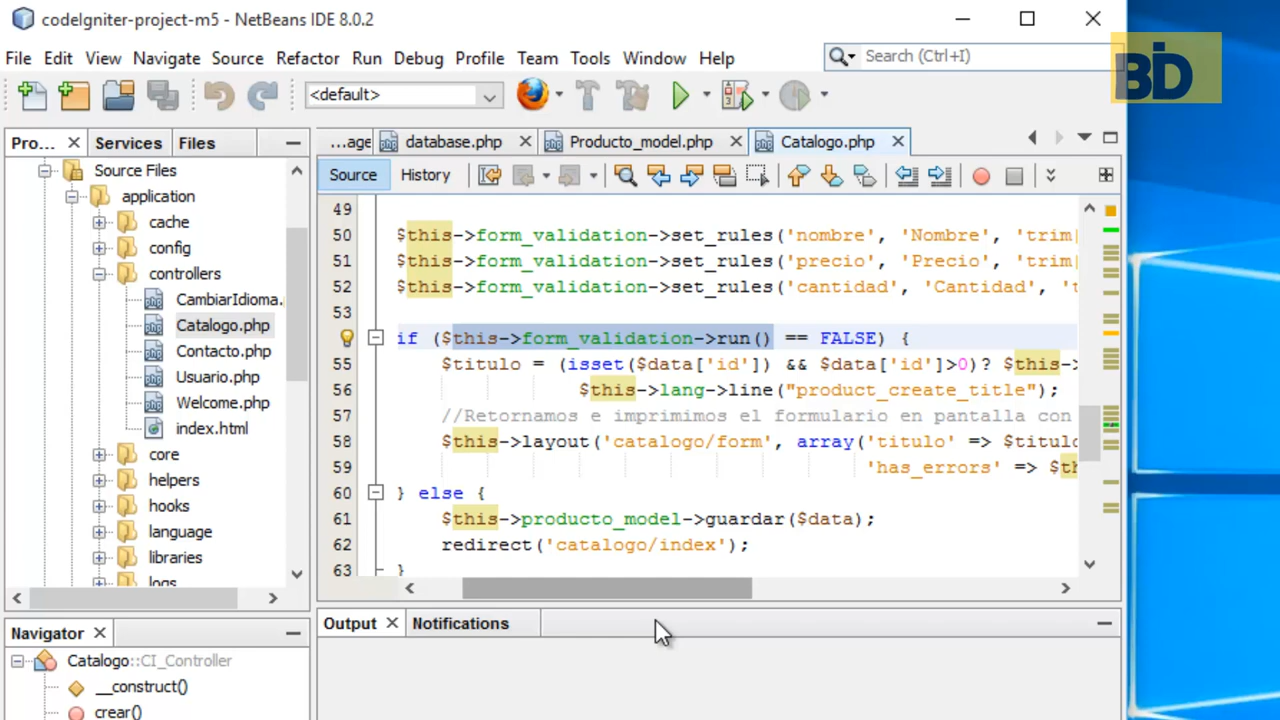 codeIgniter-project-m5 - NetBeans IDE 8.0.2
File Edit View Navigate Source Refactor Run Debug Profile Team Tools Window Help
Search (Ctrl+I)
BID
<default>
Pro... Services Files
...age database.php Producto_model.php Catalogo.php
Source History
Source Files
application
cache
config
controllers
CambiarIdioma.
Catalogo.php
Contacto.php
Usuario.php
Welcome.php
index.html
core
helpers
hooks
language
libraries
logs
49
50 $this->form_validation->set_rules('nombre', 'Nombre', 'trim|
51 $this->form_validation->set_rules('precio', 'Precio', 'trim|
52 $this->form_validation->set_rules('cantidad', 'Cantidad', 't
53
54 if ($this->form_validation->run() == FALSE) {
55 $titulo = (isset($data['id']) && $data['id']>0)? $this->
56 $this->lang->line("product_create_title");
57 //Retornamos e imprimimos el formulario en pantalla con
58 $this->layout('catalogo/form', array('titulo' => $titulo
59 'has_errors' => $th
60 } else {
61 $this->producto_model->guardar($data);
62 redirect('catalogo/index');
63 }
Output Notifications
Navigator
Catalogo::CI_Controller
__construct()
crear()